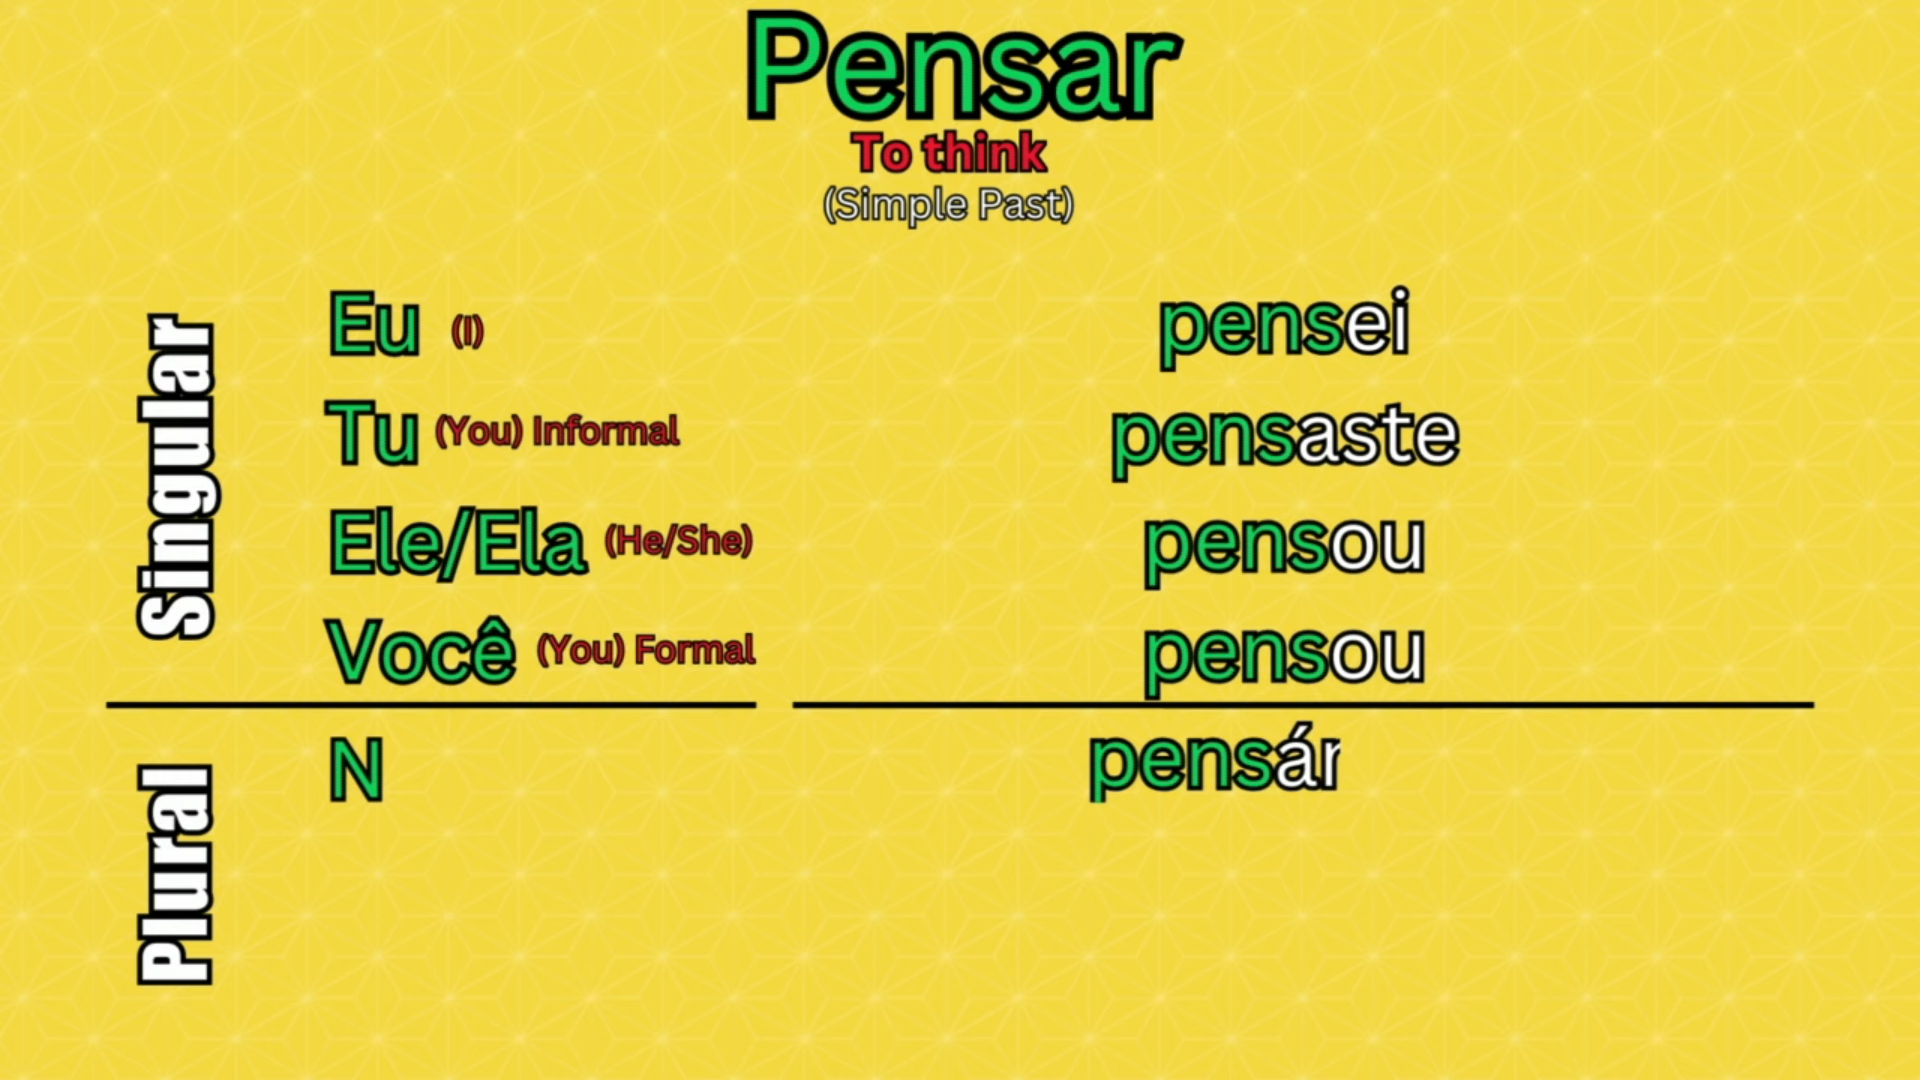 Pensar
To think
(Simple Past)
Singular
Eu (I) pensei
Tu (You) Informal pensaste
Ele/Ela (He/She) pensou
Você (You) Formal pensou
Plural
N pensá